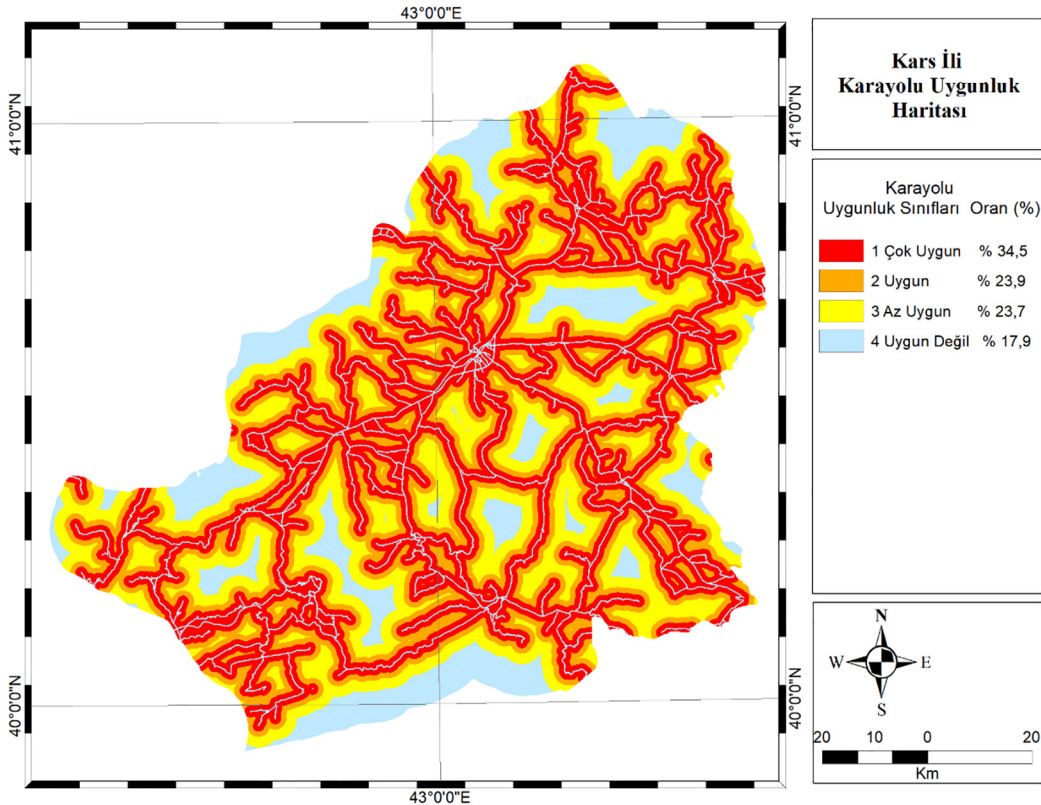 43°0'0"E
41°0'0"N
41°0'0"N
40°0'0"N
40°0'0"N
43°0'0"E
Kars İli
Karayolu Uygunluk
Haritası
Karayolu
Uygunluk Sınıfları Oran (%)
1 Çok Uygun % 34,5
2 Uygun % 23,9
3 Az Uygun % 23,7
4 Uygun Değil % 17,9
N
W E
S
20 10 0 20
Km